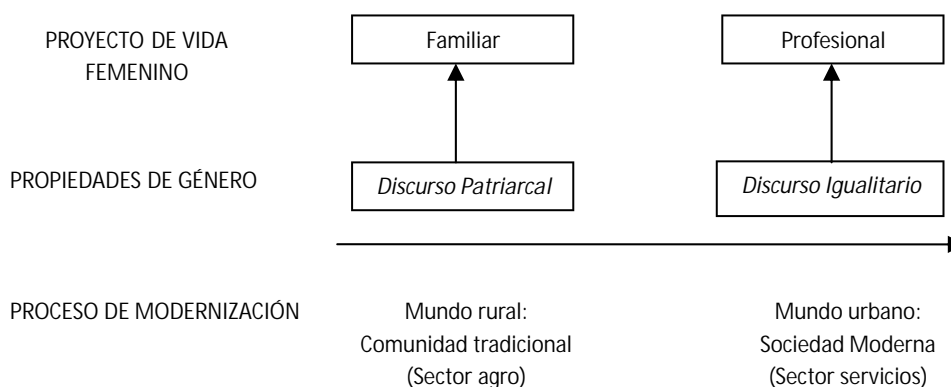 PROYECTO DE VIDA
FEMENINO
Familiar
Profesional
PROPIEDADES DE GÉNERO
Discurso Patriarcal
Discurso Igualitario
PROCESO DE MODERNIZACIÓN
Mundo rural:
Comunidad tradicional
(Sector agro)
Mundo urbano:
Sociedad Moderna
(Sector servicios)